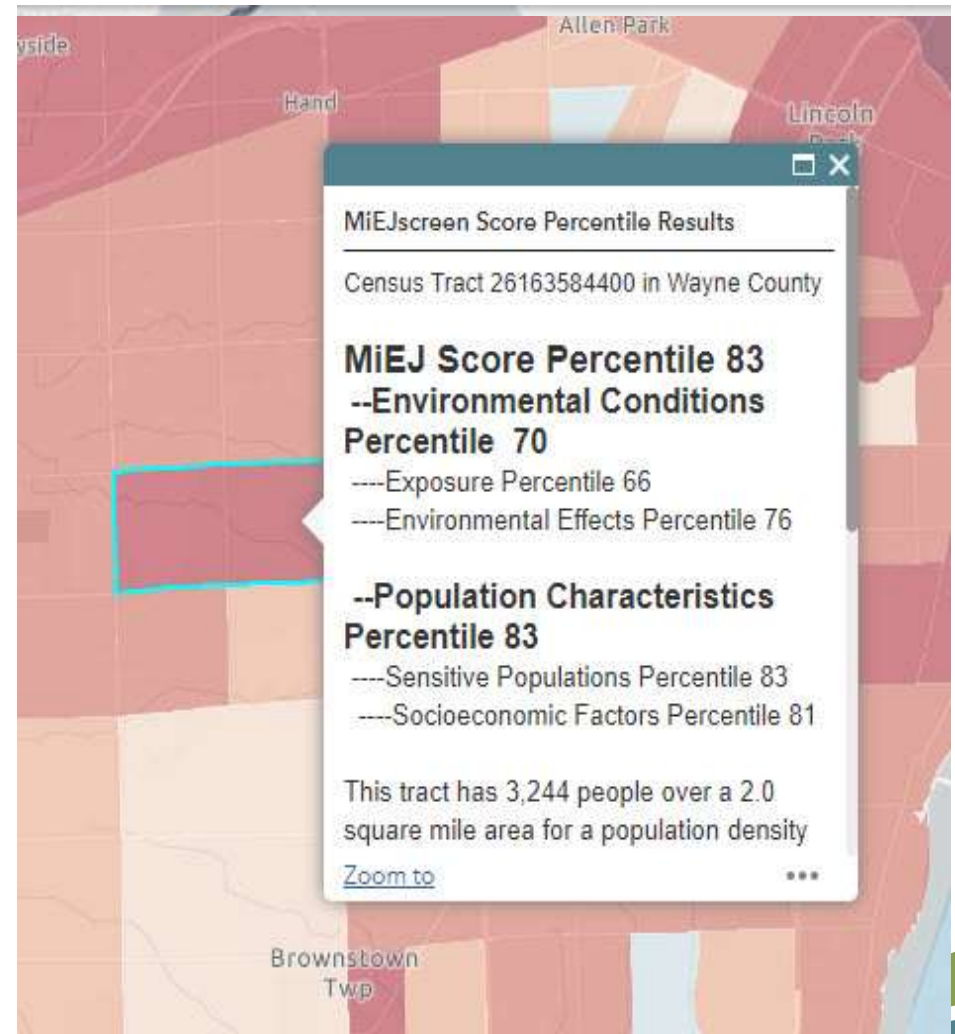 Allen Park
yside
Hand
Lincoln
MiEJscreen Score Percentile Results
Census Tract 26163584400 in Wayne County
MiEJ Score Percentile 83
--Environmental Conditions
Percentile 70
----Exposure Percentile 66
----Environmental Effects Percentile 76
--Population Characteristics
Percentile 83
----Sensitive Populations Percentile 83
----Socioeconomic Factors Percentile 81
This tract has 3,244 people over a 2.0
square mile area for a population density
Zoom to
Brownstown
Twp